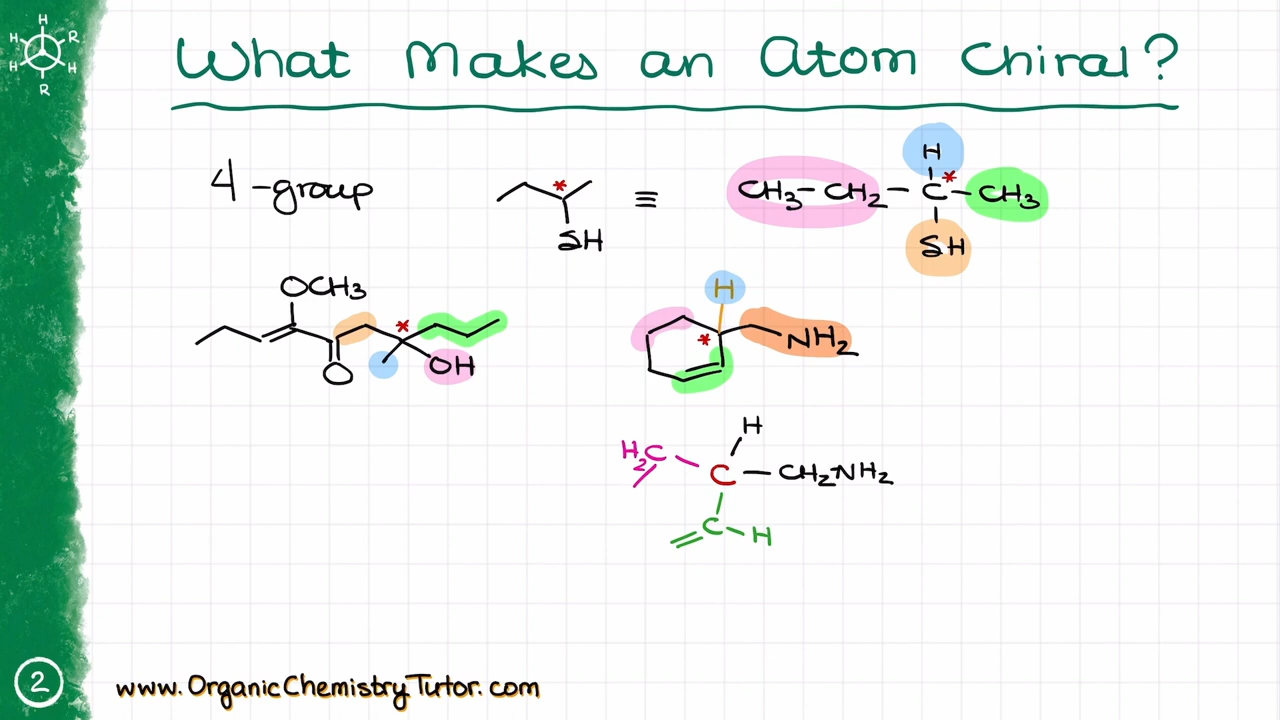 What Makes an Atom Chiral?
H
H R
H H
R
4-group
SH
≡
H
CH₃-CH₂-C*-CH₃
SH
OCH₃
*
O
OH
H
*
NH₂
H
H₂C
C-CH₂NH₂
C-H
2
www.OrganicChemistryTutor.com